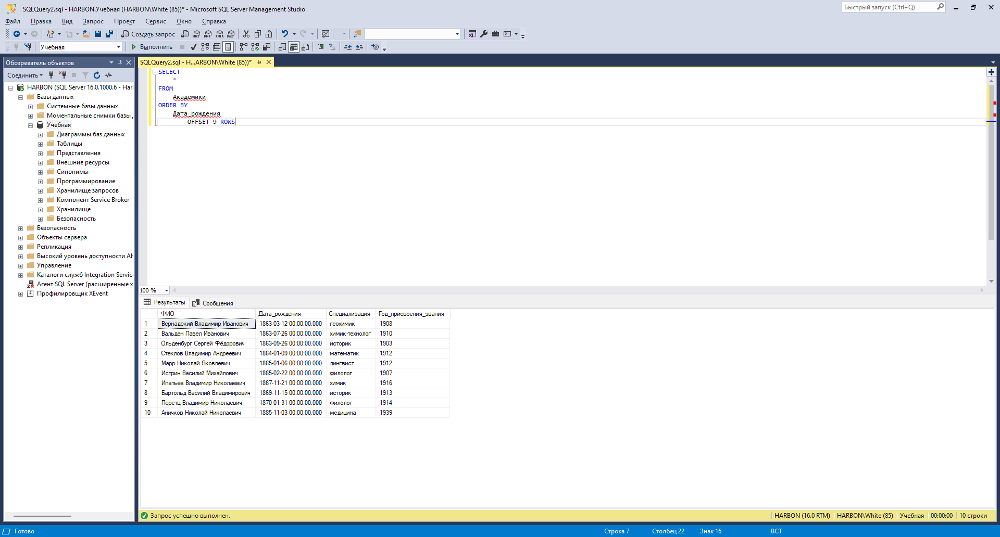 SQLQuery2.sql - HARBON.Учебная (HARBON\White (85))* - Microsoft SQL Server Management Studio
Быстрый запуск (Ctrl+Q)
Файл Правка Вид Запрос Проект Сервис Окно Справка
Создать запрос MDX DMX XMLA DAX
Учебная Выполнить
Обозреватель объектов
Соединить
HARBON (SQL Server 16.0.1000.6 - Harl
Базы данных
Системные базы данных
Моментальные снимки базы
Учебная
Диаграммы баз данных
Таблицы
Представления
Внешние ресурсы
Синонимы
Программирование
Хранилище запросов
Компонент Service Broker
Хранилище
Безопасность
Безопасность
Объекты сервера
Репликация
Высокий уровень доступности
Управление
Каталоги служб Integration Servic
Агент SQL Server (расширенные х
Профилировщик XEvent
SQLQuery2.sql - H...ARBON\White (85))*
SELECT
*
FROM
Академики
ORDER BY
Дата_рождения
OFFSET 9 ROWS
100 %
Результаты Сообщения
ФИО Дата_рождения Специализация Год_присвоения_звания
1 Вернадский Владимир Иванович 1863-03-12 00:00:00.000 геохимик 1908
2 Вальден Павел Иванович 1863-07-26 00:00:00.000 химик-технолог 1910
3 Ольденбург Сергей Фёдорович 1863-09-26 00:00:00.000 историк 1903
4 Стеклов Владимир Андреевич 1864-01-09 00:00:00.000 математик 1912
5 Марр Николай Яковлевич 1865-01-06 00:00:00.000 лингвист 1912
6 Истрин Василий Михайлович 1865-02-22 00:00:00.000 филолог 1907
7 Ипатьев Владимир Николаевич 1867-11-21 00:00:00.000 химик 1916
8 Бартольд Василий Владимирович 1869-11-15 00:00:00.000 историк 1913
9 Перетц Владимир Николаевич 1870-01-31 00:00:00.000 филолог 1914
10 Аничков Николай Николаевич 1885-11-03 00:00:00.000 медицина 1939
Запрос успешно выполнен. HARBON (16.0 RTM) HARBON\White (85) Учебная 00:00:00 10 строки
Готово Строка 7 Столбец 22 Знак 16 ВСТ